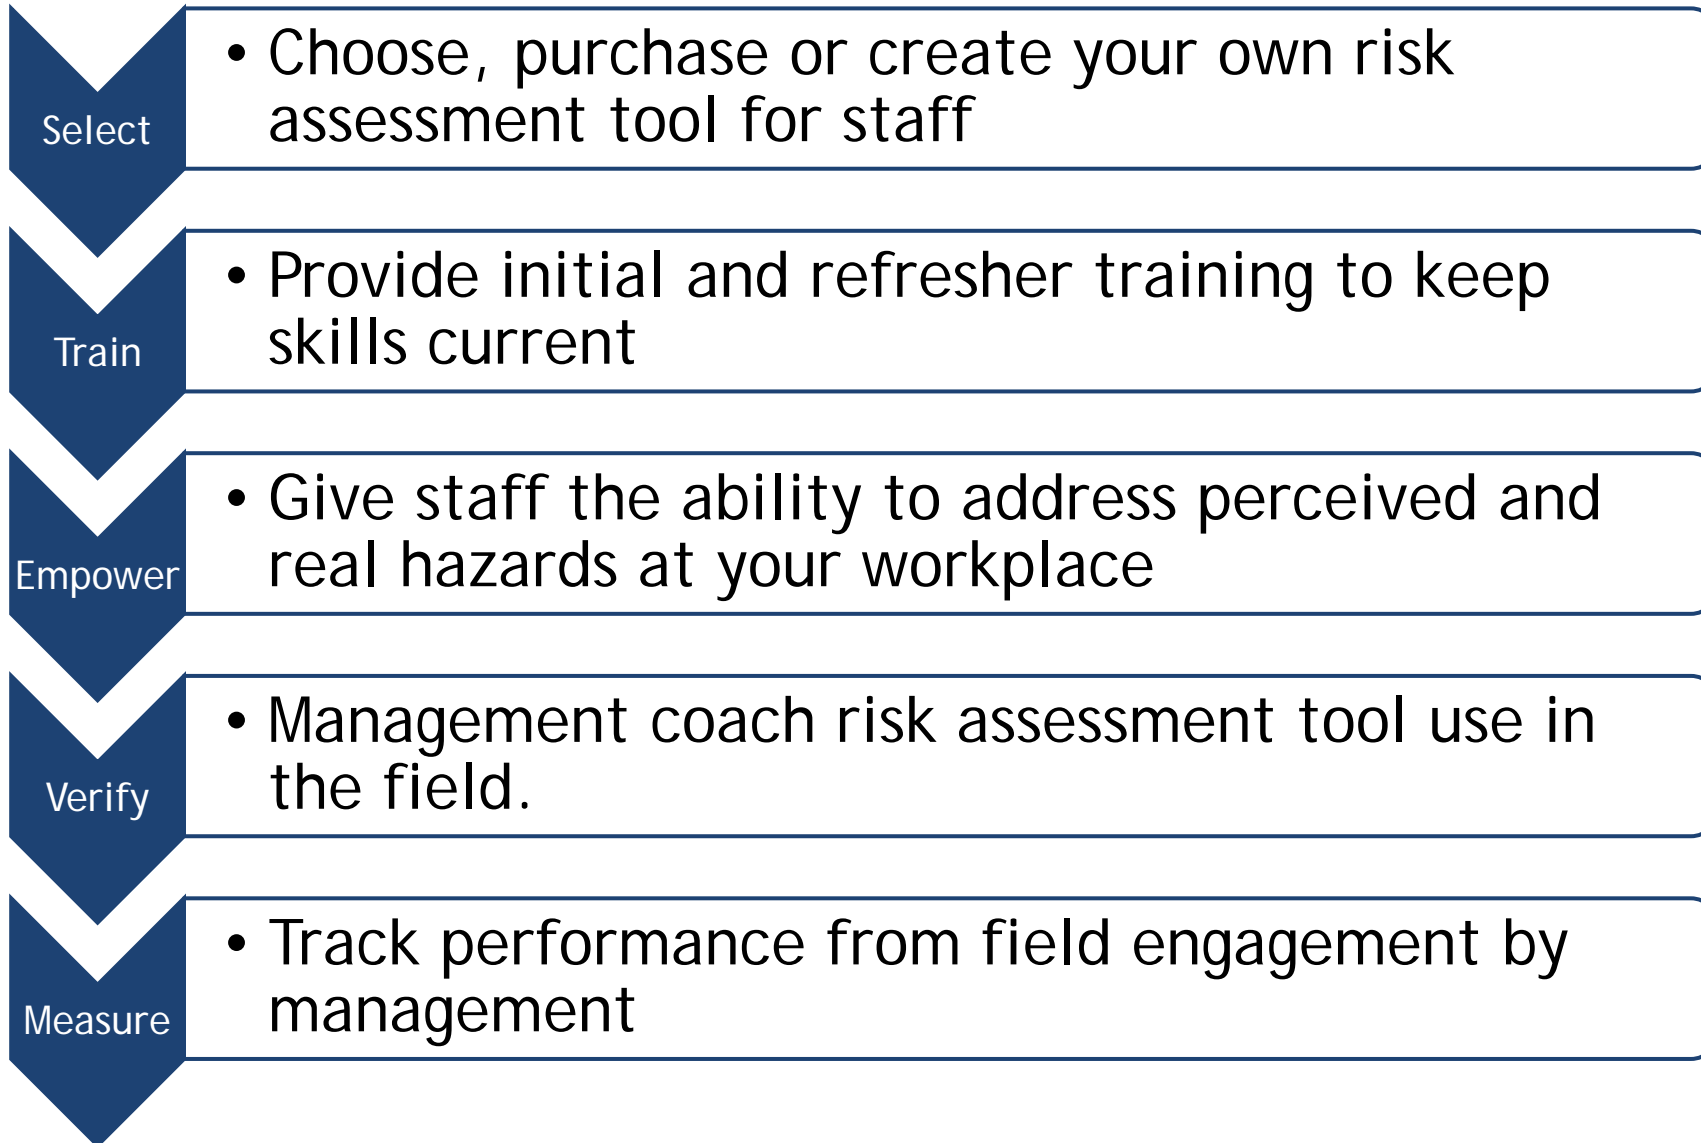 Select
• Choose, purchase or create your own risk
assessment tool for staff
Train
• Provide initial and refresher training to keep
skills current
Empower
• Give staff the ability to address perceived and
real hazards at your workplace
Verify
• Management coach risk assessment tool use in
the field.
Measure
• Track performance from field engagement by
management